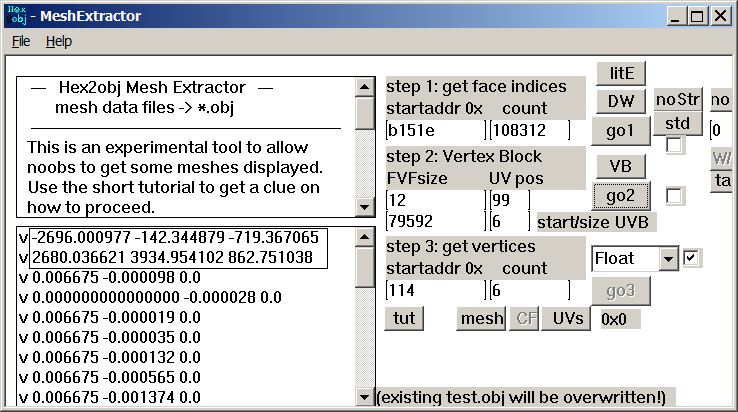 Hex obj - MeshExtractor
File Help
— Hex2obj Mesh Extractor —
mesh data files -> *.obj
This is an experimental tool to allow
noobs to get some meshes displayed.
Use the short tutorial to get a clue on
how to proceed.
v -2696.000977 -142.344879 -719.367065
v 2680.036621 3934.954102 862.751038
v 0.006675 -0.000098 0.0
v 0.000000000000000 -0.000028 0.0
v 0.006675 -0.000019 0.0
v 0.006675 -0.000035 0.0
v 0.006675 -0.000132 0.0
v 0.006675 -0.000565 0.0
v 0.006675 -0.001374 0.0
step 1: get face indices
startaddr 0x count
b151e 108312
step 2: Vertex Block
FVFsize UV pos
12 99
79592 6 start/size UVB
step 3: get vertices
startaddr 0x count
114 6
tut mesh CF UVs 0x0
(existing test.obj will be overwritten!)
litE
DW
go1
VB
go2
Float
go3
noStr
std
no
0
ta